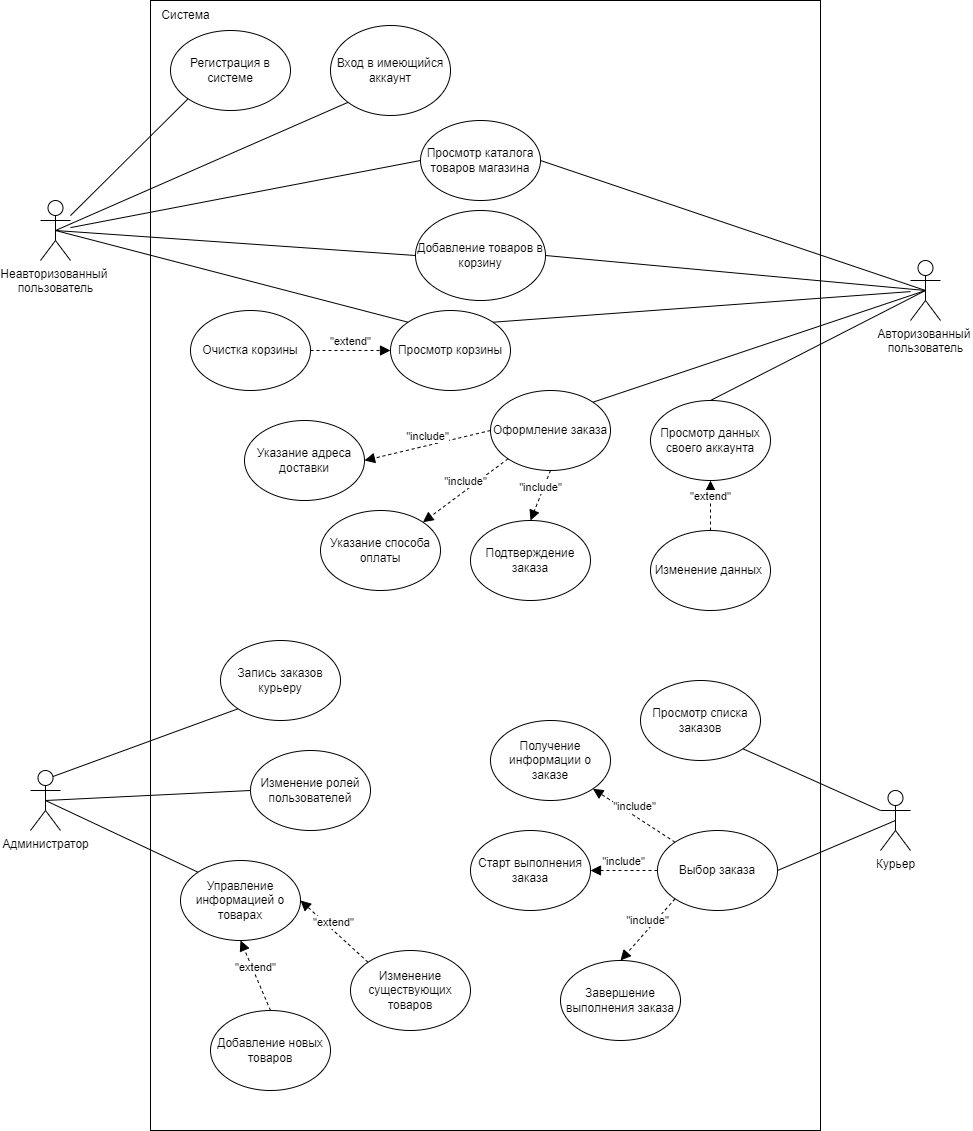 Система
Регистрация в
системе
Вход в имеющийся
аккаунт
Просмотр каталога
товаров магазина
Добавление товаров в
корзину
Неавторизованный
пользователь
Авторизованный
пользователь
Очистка корзины
"extend"
Просмотр корзины
Оформление заказа
"include"
Указание адреса
доставки
Просмотр данных
своего аккаунта
"include"
"include"
"extend"
Указание способа
оплаты
Подтверждение
заказа
Изменение данных
Запись заказов
курьеру
Просмотр списка
заказов
Получение
информации о
заказе
Изменение ролей
пользователей
"include"
Администратор
Старт выполнения
заказа
"include"
Выбор заказа
Курьер
Управление
информацией о
товарах
"extend"
"include"
"extend"
Изменение
существующих
товаров
Завершение
выполнения заказа
Добавление новых
товаров